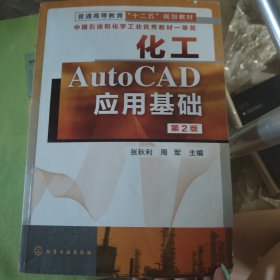 普通高等教育“十二五”规划教材
中国石油和化学工业优秀教材一等奖
化工
AutoCAD
应用基础
第2版
张秋利 周军 主编
化学工业出版社